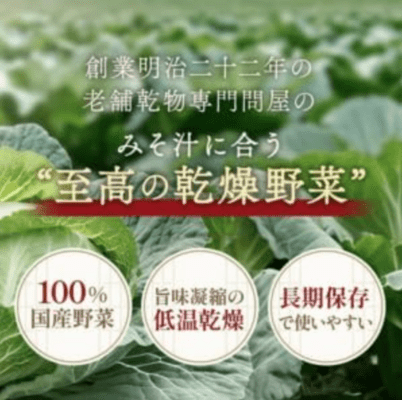 創業明治二十二年の
老舗乾物専門問屋の
みそ汁に合う
“至高の乾燥野菜”
100%
国産野菜
旨味凝縮の
低温乾燥
長期保存
で使いやすい